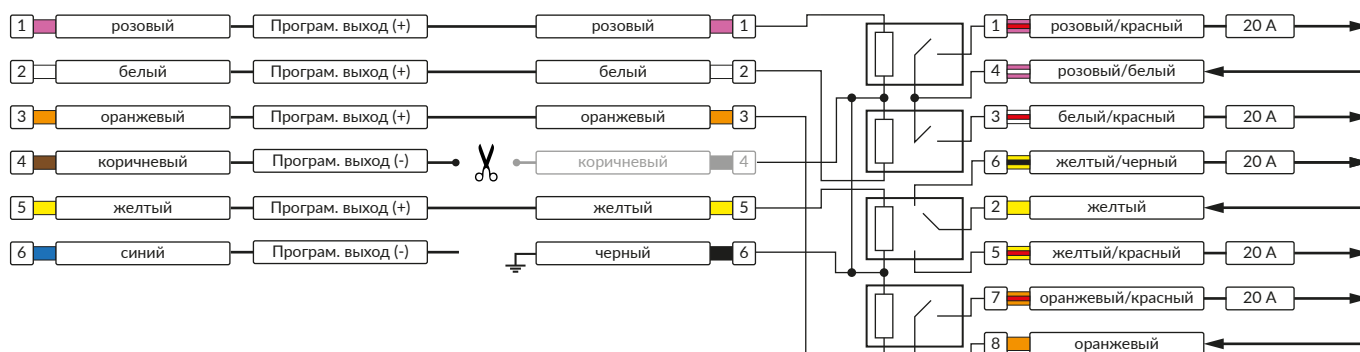 1 розовый Програм. выход (+) розовый 1 1 розовый/красный 20 А
2 белый Програм. выход (+) белый 2 4 розовый/белый
3 оранжевый Програм. выход (+) оранжевый 3 3 белый/красный 20 А
4 коричневый Програм. выход (-) коричневый 4 6 желтый/черный 20 А
5 желтый Програм. выход (+) желтый 5 2 желтый
6 синий Програм. выход (-) черный 6 5 желтый/красный 20 А
7 оранжевый/красный 20 А
8 оранжевый